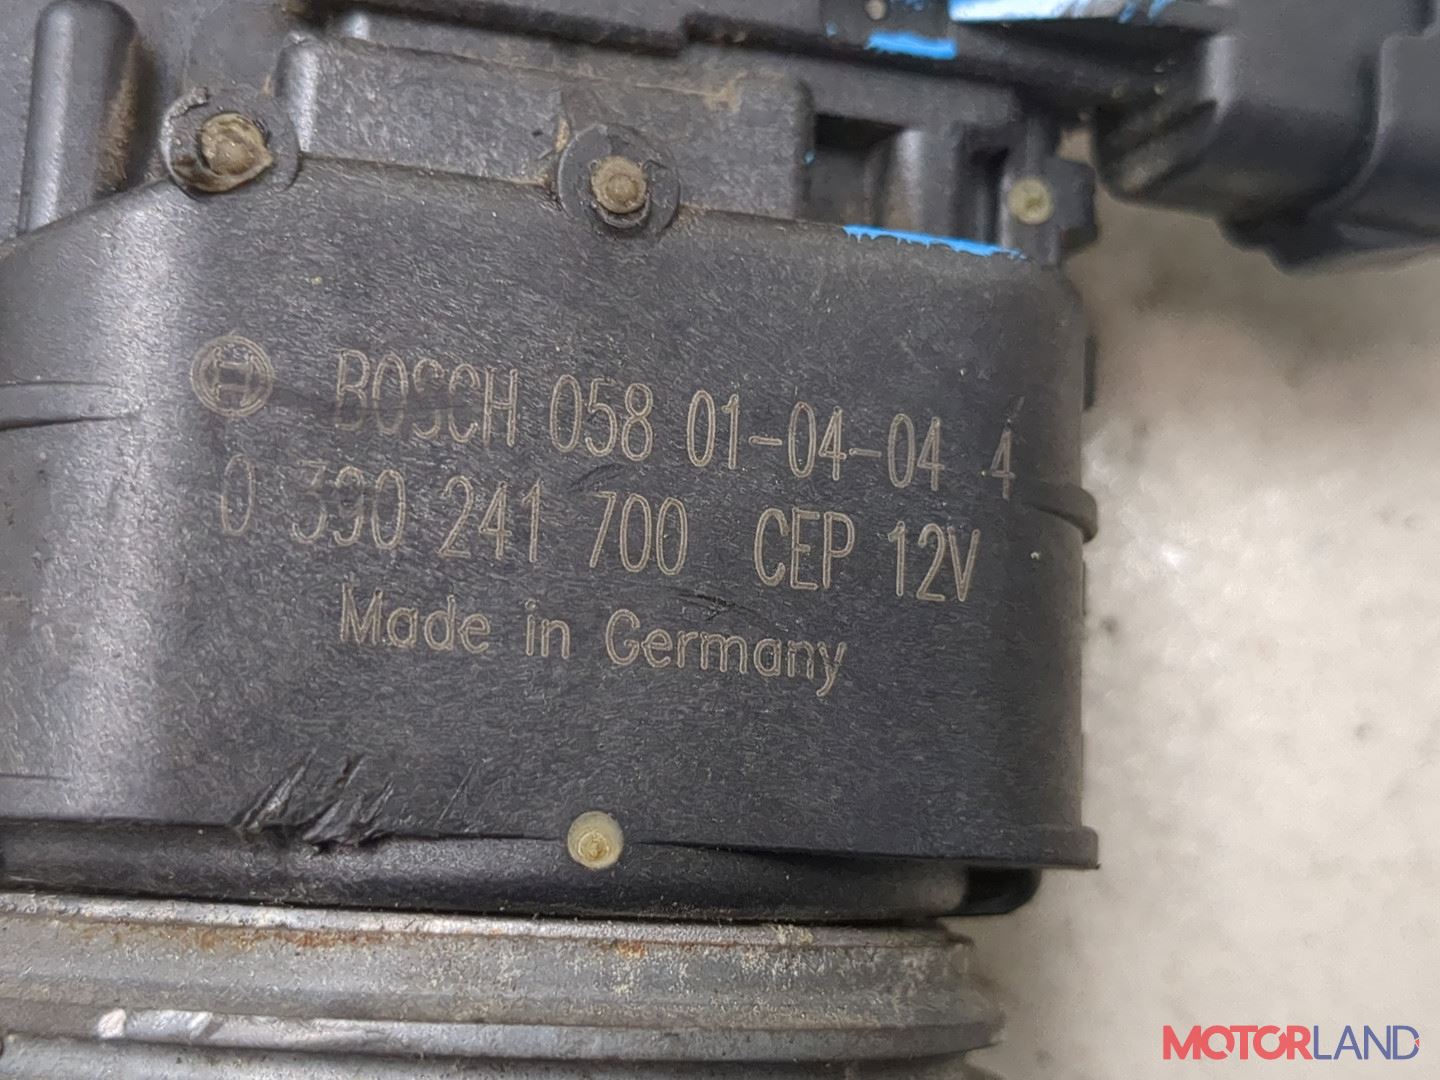 BOSCH 058 01-04-04 4
0 390 241 700 CEP 12V
Made in Germany
MOTORLAND